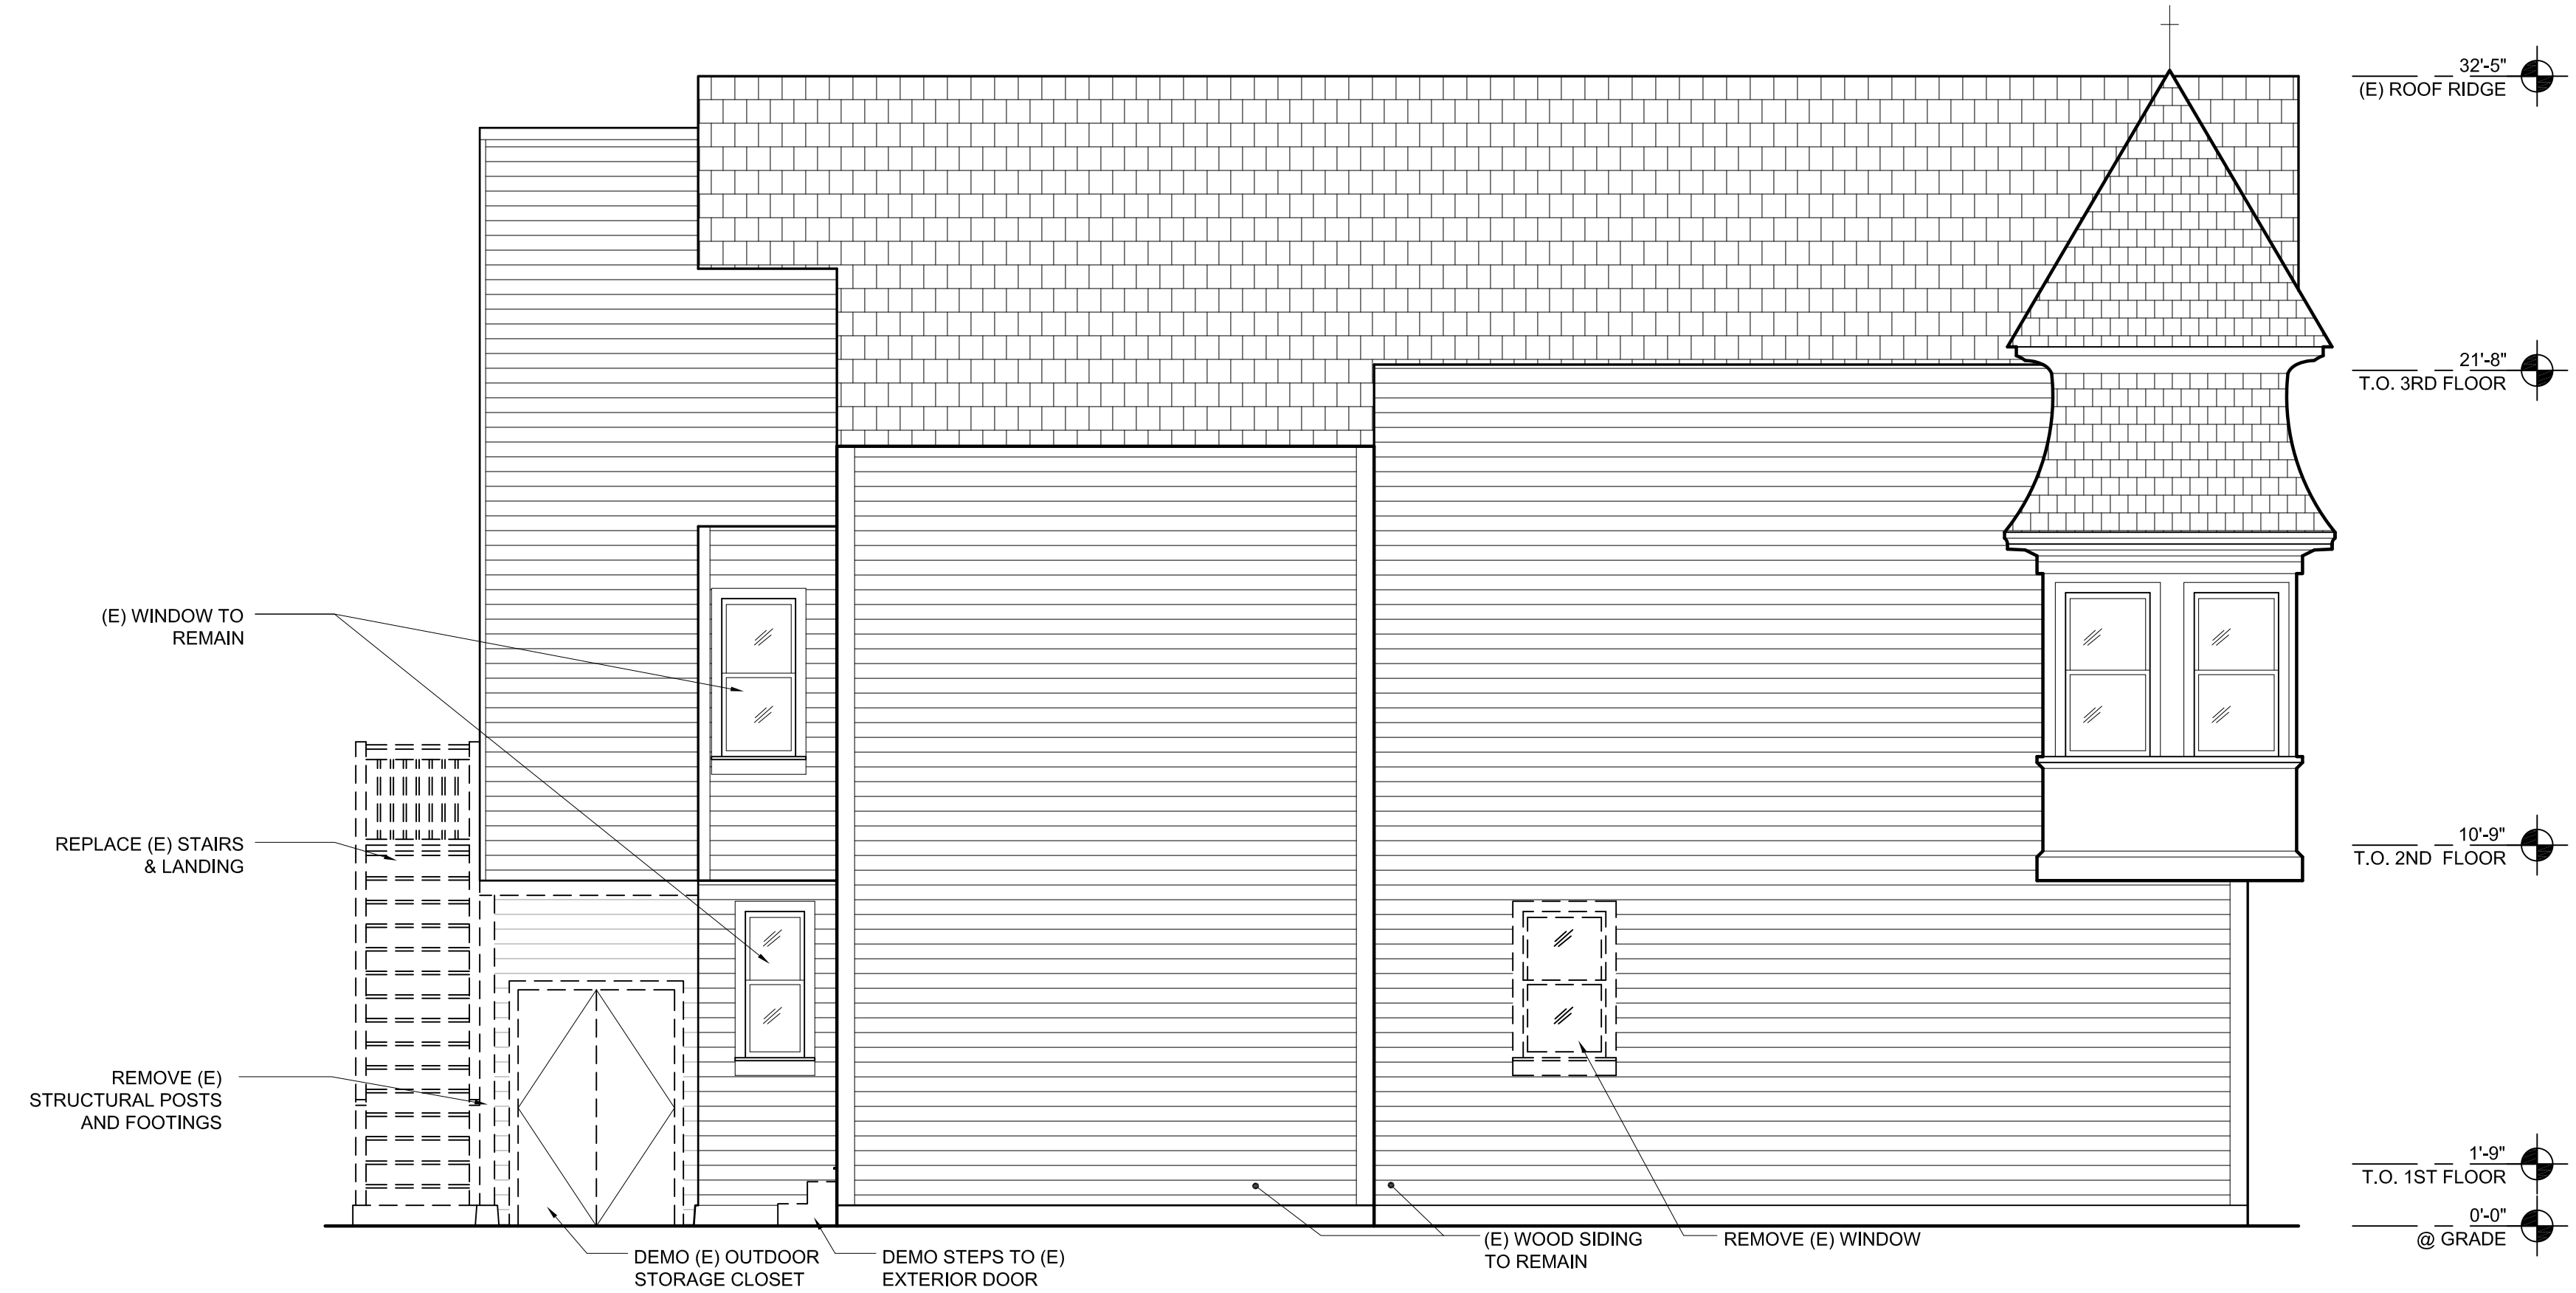 32'-5"
(E) ROOF RIDGE
21'-8"
T.O. 3RD FLOOR
(E) WINDOW TO
REMAIN
REPLACE (E) STAIRS
& LANDING
10'-9"
T.O. 2ND FLOOR
REMOVE (E)
STRUCTURAL POSTS
AND FOOTINGS
1'-9"
T.O. 1ST FLOOR
0'-0"
@ GRADE
DEMO (E) OUTDOOR
STORAGE CLOSET
DEMO STEPS TO (E)
EXTERIOR DOOR
(E) WOOD SIDING
TO REMAIN
REMOVE (E) WINDOW